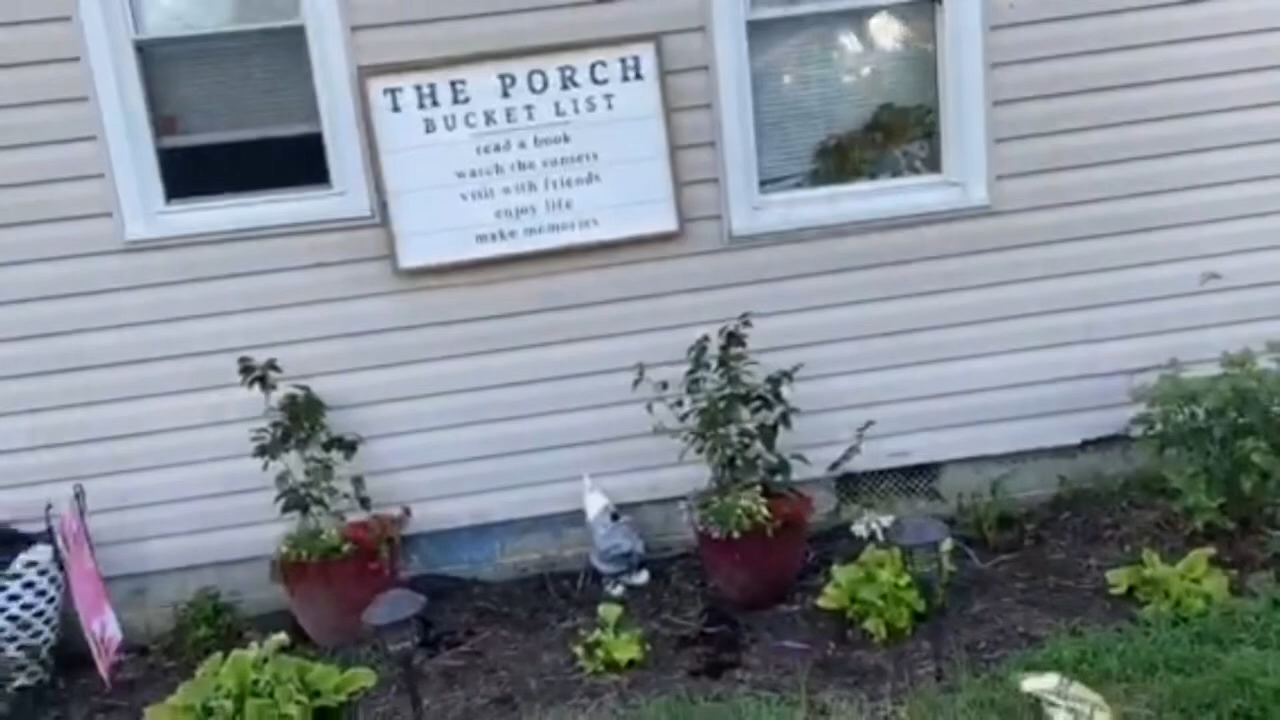 THE PORCH
BUCKET LIST
read a book
watch the sunsets
visit with friends
enjoy life
make memories